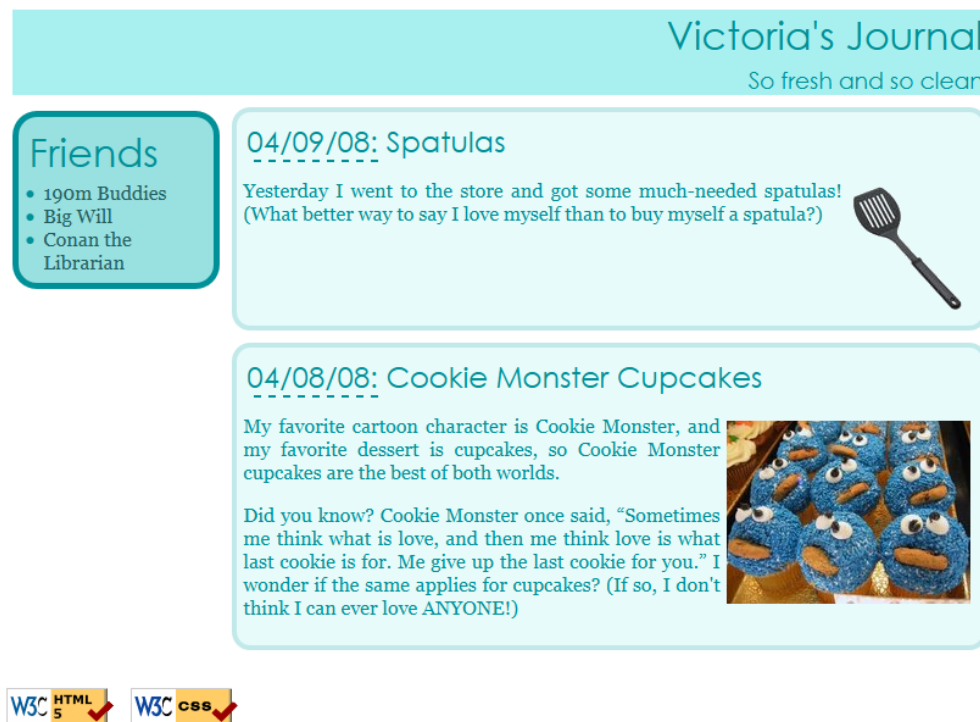 Victoria's Journal
So fresh and so clean
Friends
190m Buddies
Big Will
Conan the
Librarian
04/09/08: Spatulas
Yesterday I went to the store and got some much-needed spatulas!
(What better way to say I love myself than to buy myself a spatula?)
04/08/08: Cookie Monster Cupcakes
My favorite cartoon character is Cookie Monster, and
my favorite dessert is cupcakes, so Cookie Monster
cupcakes are the best of both worlds.
Did you know? Cookie Monster once said, “Sometimes
me think what is love, and then me think love is what
last cookie is for. Me give up the last cookie for you.” I
wonder if the same applies for cupcakes? (If so, I don't
think I can ever love ANYONE!)
W3C HTML 5
W3C css